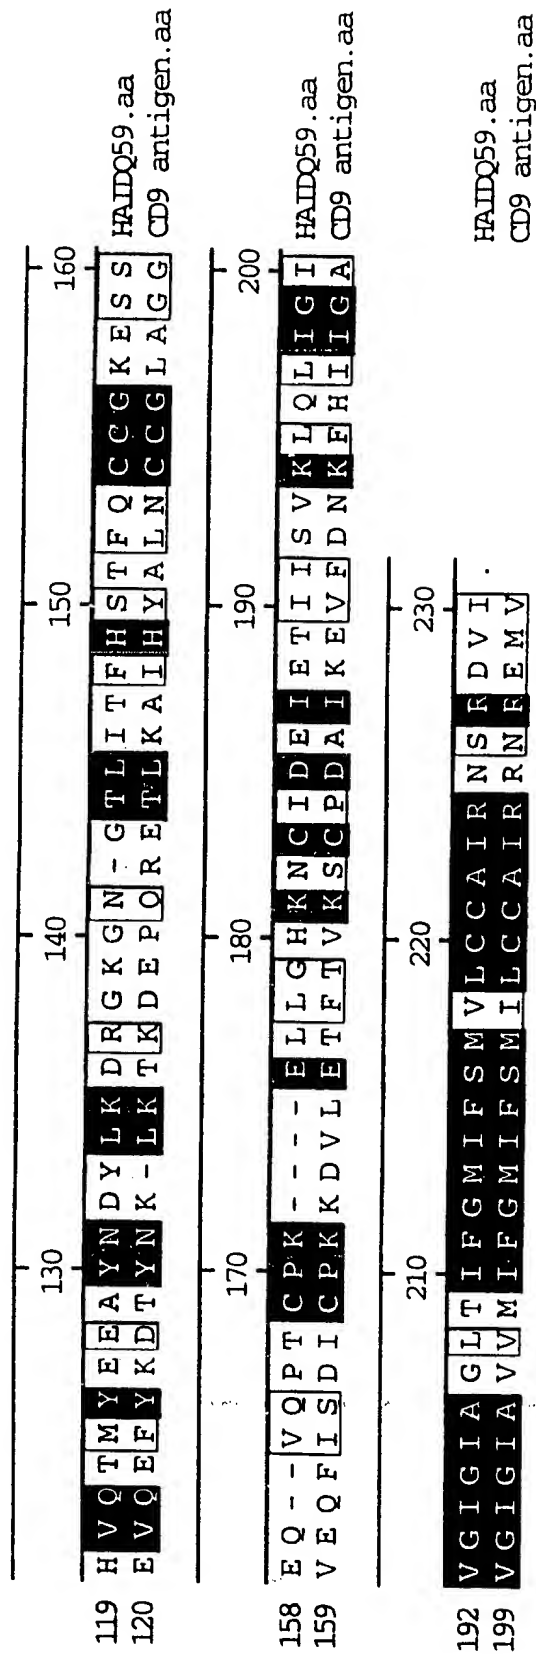 130 140 150 160
119 H V Q T M Y E E A Y N D Y L K D R G K G N - G T L I T F H S T F Q C C G K E S S HAIDQ59.aa
120 E V Q E F Y K D T Y N K - L K T K D E P Q R E T L K A I H Y A L N C C G L A G G CD9 antigen.aa
170 180 190 200
158 E Q - - V Q P T C P K - - - - E L L G H K N C I D E I E T I I S V K L Q L I G I HAIDQ59.aa
159 V E Q F I S D I C P K K D V L E T F T V K S C P D A I K E V F D N K F H I I G A CD9 antigen.aa
210 220 230
192 V G I G I A G L T I F G M I F S M V L C C A I R N S R D V I . HAIDQ59.aa
199 V G I G I A V V M I F G M I F S M I L C C A I R R N R E M V CD9 antigen.aa